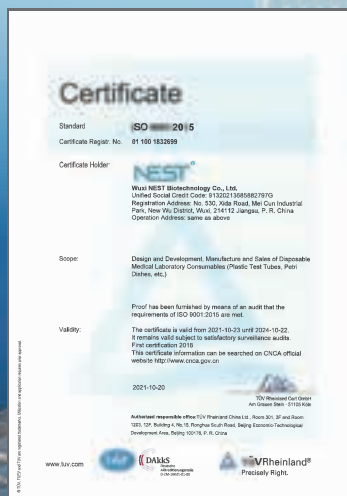 Certificate
Standard ISO 20 5
Certificate Registr. No. 01 100 1832699
Certificate Holder:
NEST®
Wuxi NEST Biotechnology Co., Ltd.
Unified Social Credit Code: 91320213685882797G
Registration Address: No. 530, Xida Road, Mei Cun Industrial
Park, New Wu District, Wuxi, 214112 Jiangsu, P. R. China
Operation Address: same as above
Scope: Design and Development, Manufacture and Sales of Disposable
Medical Laboratory Consumables (Plastic Test Tubes, Petri
Dishes, etc,)
Proof has been furnished by means of an audit that the
requirements of ISO 9001:2015 are met.
Validity: The certificate is valid from 2021-10-23 until 2024-10-22.
It remains valid subject to satisfactory surveillance audits.
First certification 2016
This certificate information can be searched on CNCA official
website http://www.cnca.gov.cn
2021-10-20
TÜV Rheinland Cert GmbH
Am Grauen Stein · 51105 Köln
Authorized responsible office:TÜV Rheinland China Ltd., Room 301, 3F and Room
1203, 12F, Building 4, No.15, Ronghua South Road, Beijing Economic-Technological
Development Area, Beijing 100176, P. R. China
www.tuv.com
DAkkS
Deutsche
Akkreditierungsstelle
VRheinland®
Precisely Right.